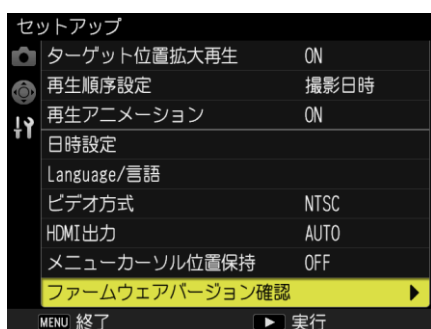 セットアップ
ターゲット位置拡大再生 ON
再生順序設定 撮影日時
再生アニメーション ON
日時設定
Language/言語
ビデオ方式 NTSC
HDMI出力 AUTO
メニューカーソル位置保持 OFF
ファームウェアバージョン確認
MENU 終了 実行